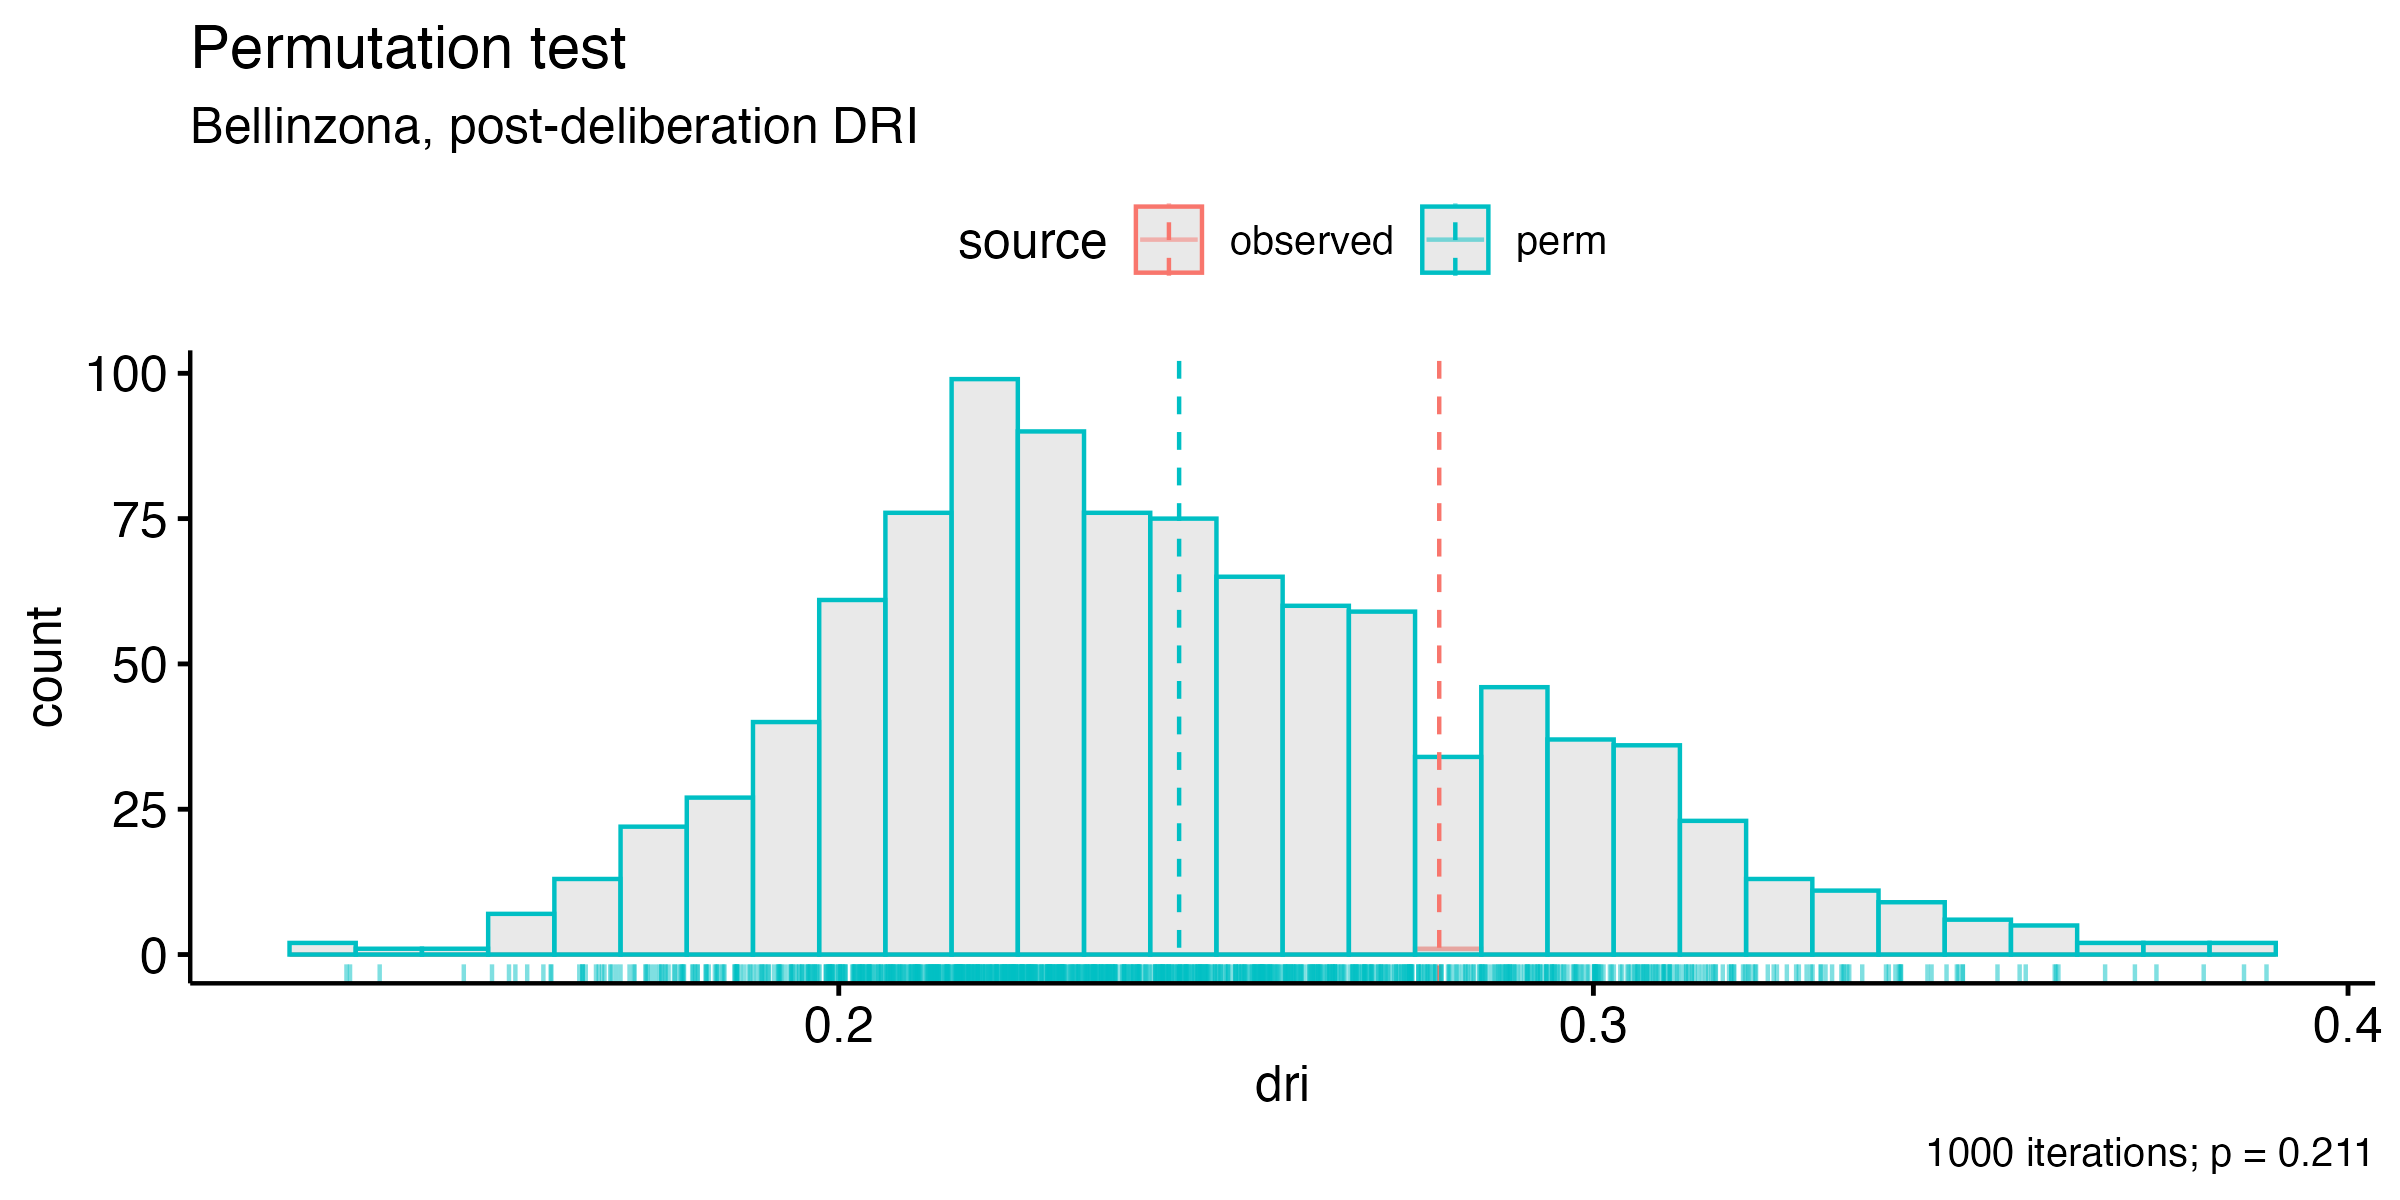 Permutation test
Bellinzona, post-deliberation DRI
source observed perm
100
75
50
25
0
count
0.2 0.3 0.4
dri
1000 iterations; p = 0.211